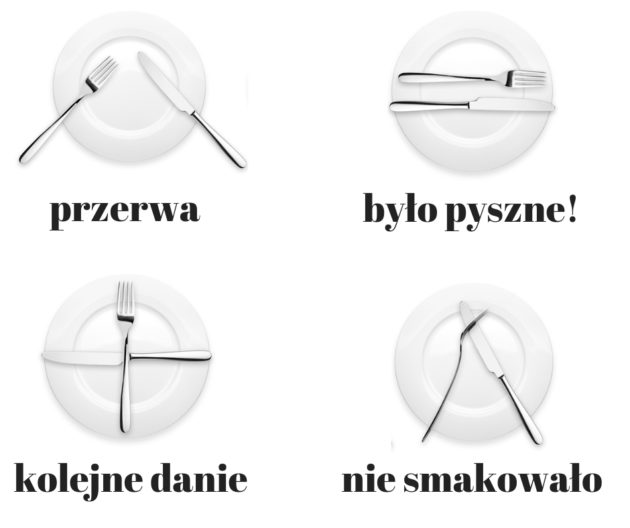 przerwa
było pyszne!
kolejne danie
nie smakowało